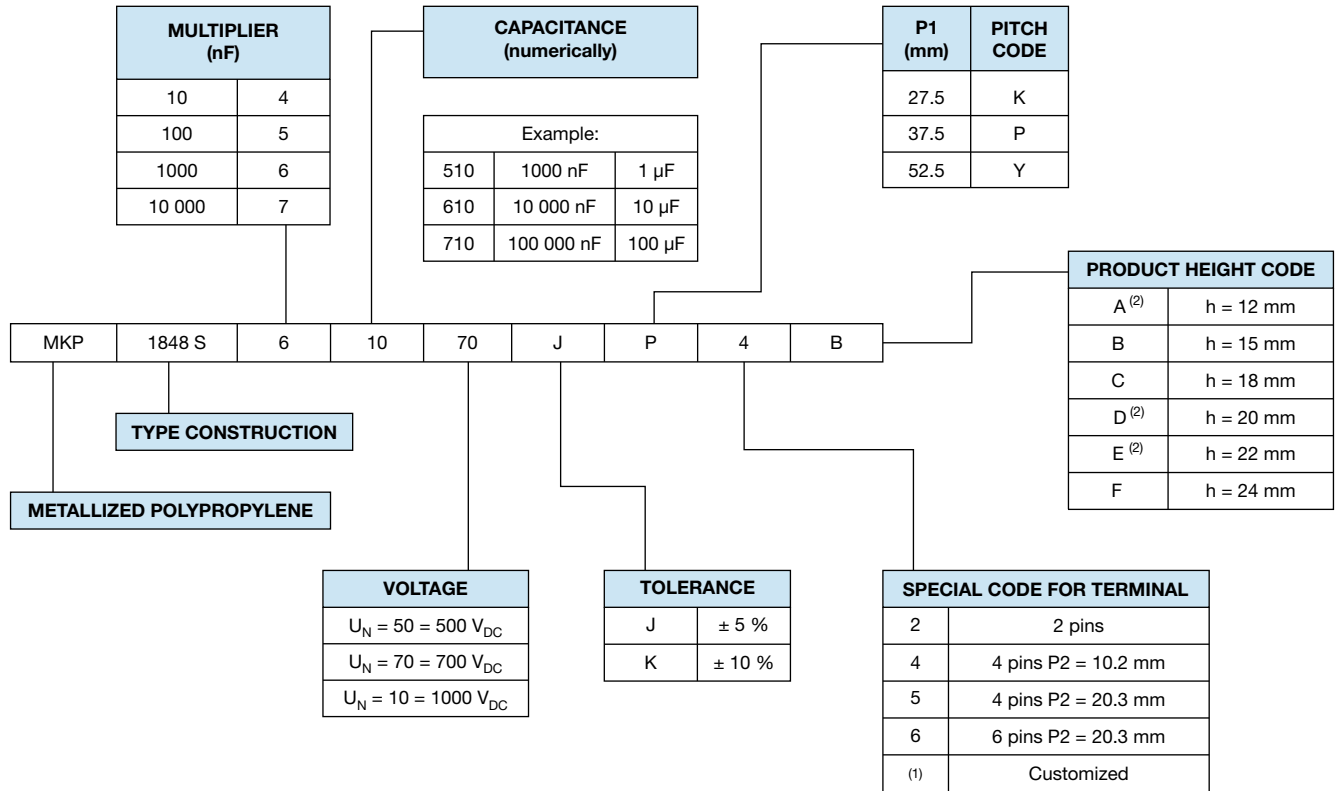 MULTIPLIER
(nF)
10 4
100 5
1000 6
10 000 7
CAPACITANCE
(numerically)
Example:
510 1000 nF 1 µF
610 10 000 nF 10 µF
710 100 000 nF 100 µF
P1
(mm)
PITCH
CODE
27.5 K
37.5 P
52.5 Y
PRODUCT HEIGHT CODE
A (2) h = 12 mm
B h = 15 mm
C h = 18 mm
D (2) h = 20 mm
E (2) h = 22 mm
F h = 24 mm
MKP 1848 S 6 10 70 J P 4 B
TYPE CONSTRUCTION
METALLIZED POLYPROPYLENE
VOLTAGE
UN = 50 = 500 VDC
UN = 70 = 700 VDC
UN = 10 = 1000 VDC
TOLERANCE
J ± 5 %
K ± 10 %
SPECIAL CODE FOR TERMINAL
2 2 pins
4 4 pins P2 = 10.2 mm
5 4 pins P2 = 20.3 mm
6 6 pins P2 = 20.3 mm
(1) Customized